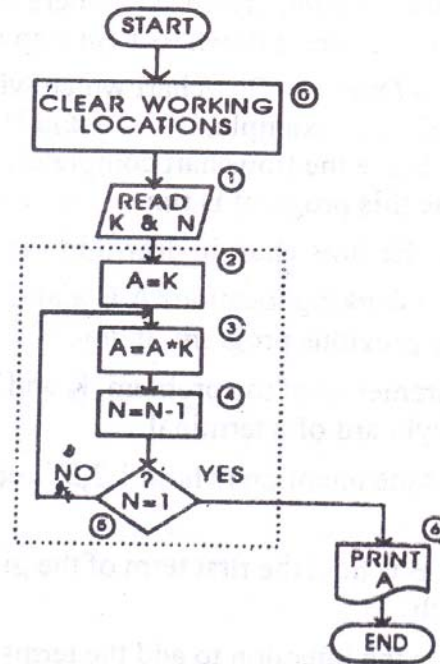 START
0
CLEAR WORKING
LOCATIONS
1
READ
K & N
2
A=K
3
A=A*K
4
N=N-1
?
NO
YES
N=1
5
6
PRINT
A
END